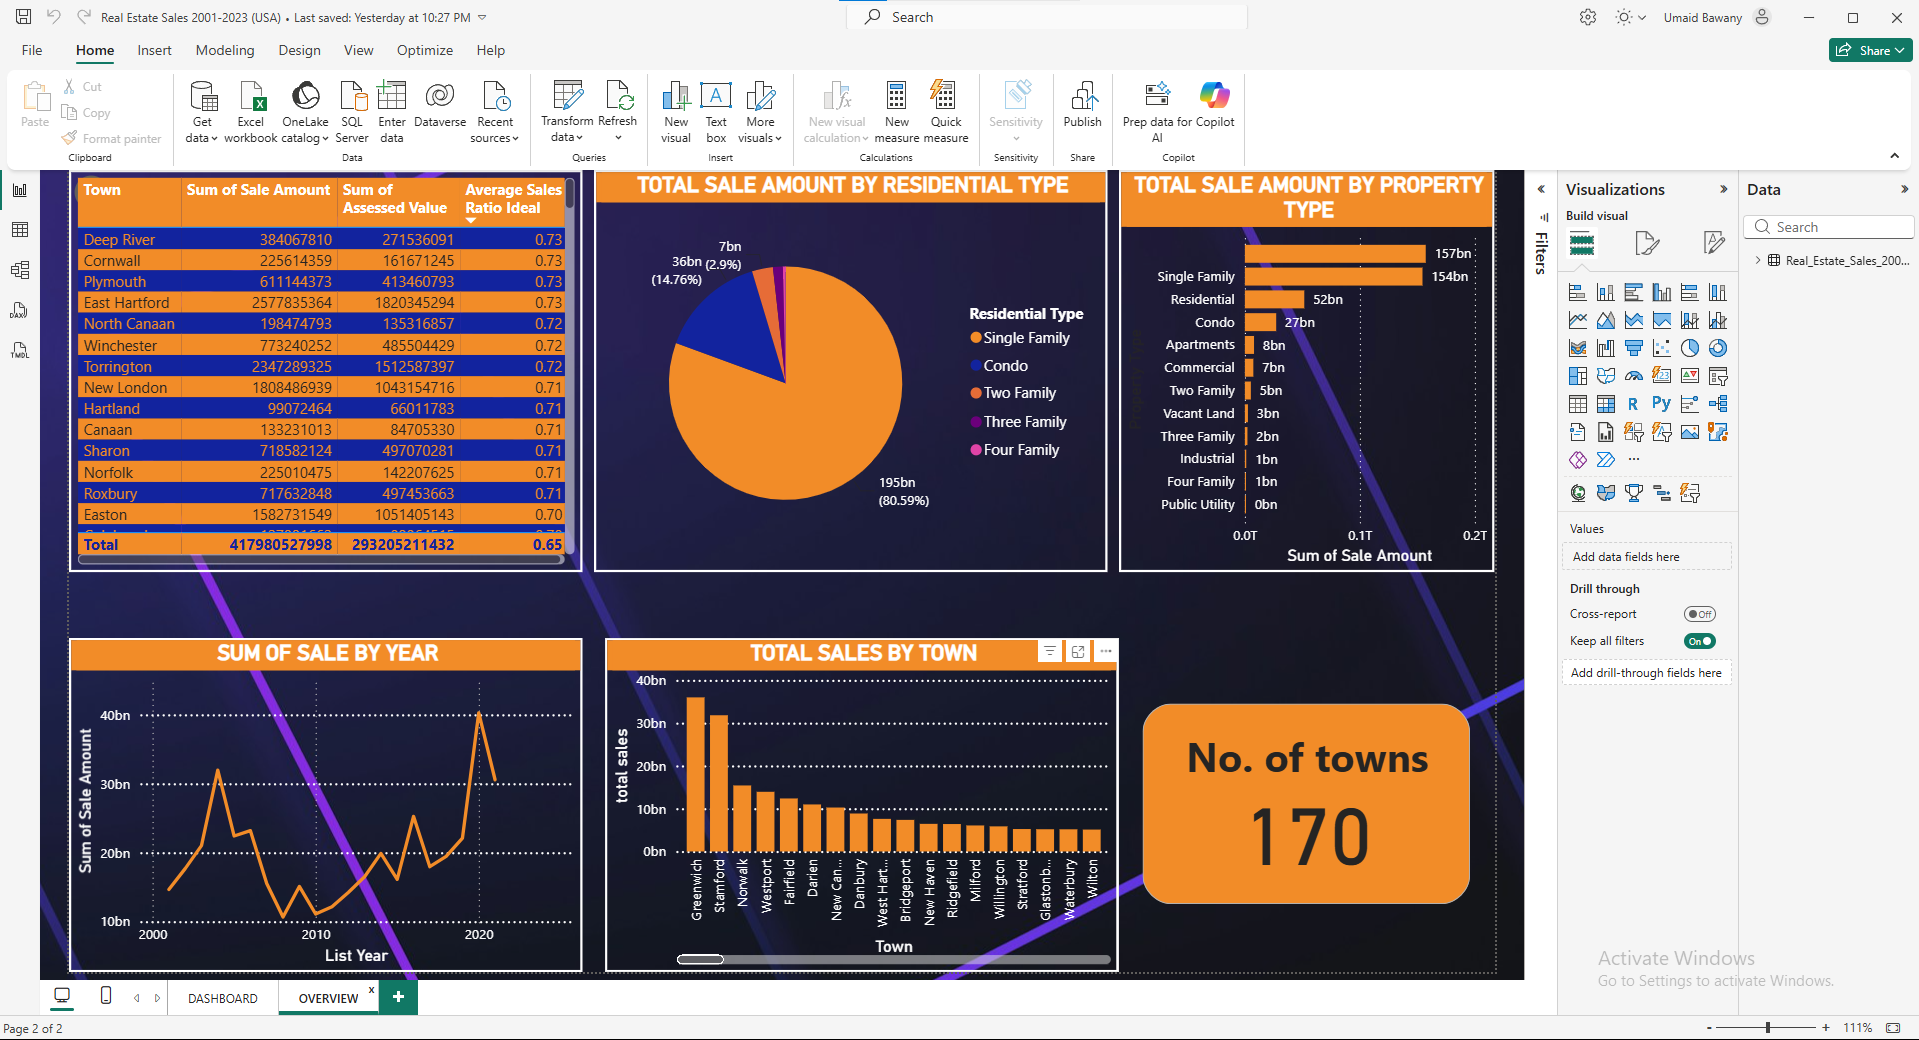 Real Estate Sales 2001-2023 (USA) • Last saved: Yesterday at 10:27 PM
Search
Umaid Bawany
File Home Insert Modeling Design View Optimize Help
Share
Paste
Cut
Copy
Format painter
Clipboard
Get data
Excel workbook
OneLake catalog
SQL Server
Enter data
Dataverse
Recent sources
Data
Transform data
Refresh
Queries
New visual
Text box
More visuals
Insert
New visual calculation
New measure
Quick measure
Calculations
Sensitivity
Sensitivity
Publish
Share
Prep data for AI
Copilot
Copilot
Town Sum of Sale Amount Sum of Assessed Value Average Sales Ratio Ideal
Deep River 384067810 271536091 0.73
Cornwall 225614359 161671245 0.73
Plymouth 611144373 413460793 0.73
East Hartford 2577835364 1820345294 0.73
North Canaan 198474793 135316857 0.72
Winchester 773240252 485504429 0.72
Torrington 2347289325 1512587397 0.72
New London 1808486939 1043154716 0.71
Hartland 99072464 66011783 0.71
Canaan 133231013 84705330 0.71
Sharon 718582124 497070281 0.71
Norfolk 225010475 142207625 0.71
Roxbury 717632848 497453663 0.71
Easton 1582731549 1051405143 0.70
Total 417980527998 293205211432 0.65
TOTAL SALE AMOUNT BY RESIDENTIAL TYPE
7bn
(2.9%)
36bn
(14.76%)
195bn
(80.59%)
Residential Type
Single Family
Condo
Two Family
Three Family
Four Family
TOTAL SALE AMOUNT BY PROPERTY
TYPE
157bn
Single Family 154bn
Residential 52bn
Condo 27bn
Apartments 8bn
Commercial 7bn
Two Family 5bn
Vacant Land 3bn
Three Family 2bn
Industrial 1bn
Four Family 1bn
Public Utility 0bn
0.0T 0.1T 0.2T
Sum of Sale Amount
SUM OF SALE BY YEAR
Sum of Sale Amount
40bn
30bn
20bn
10bn
2000 2010 2020
List Year
TOTAL SALES BY TOWN
total sales
40bn
30bn
20bn
10bn
0bn
Greenwich
Stamford
Norwalk
Westport
Fairfield
Darien
New Can...
Danbury
West Hart...
Bridgeport
New Haven
Ridgefield
Milford
Willington
Stratford
Glastonb...
Waterbury
Wilton
Town
No. of towns
170
Filters
Visualizations
Build visual
R Py
Values
Add data fields here
Drill through
Cross-report Off
Keep all filters On
Add drill-through fields here
Data
Search
Real_Estate_Sales_200...
DAX
TMDL
Activate Windows
Go to Settings to activate Windows.
DASHBOARD
OVERVIEW
Page 2 of 2
111%